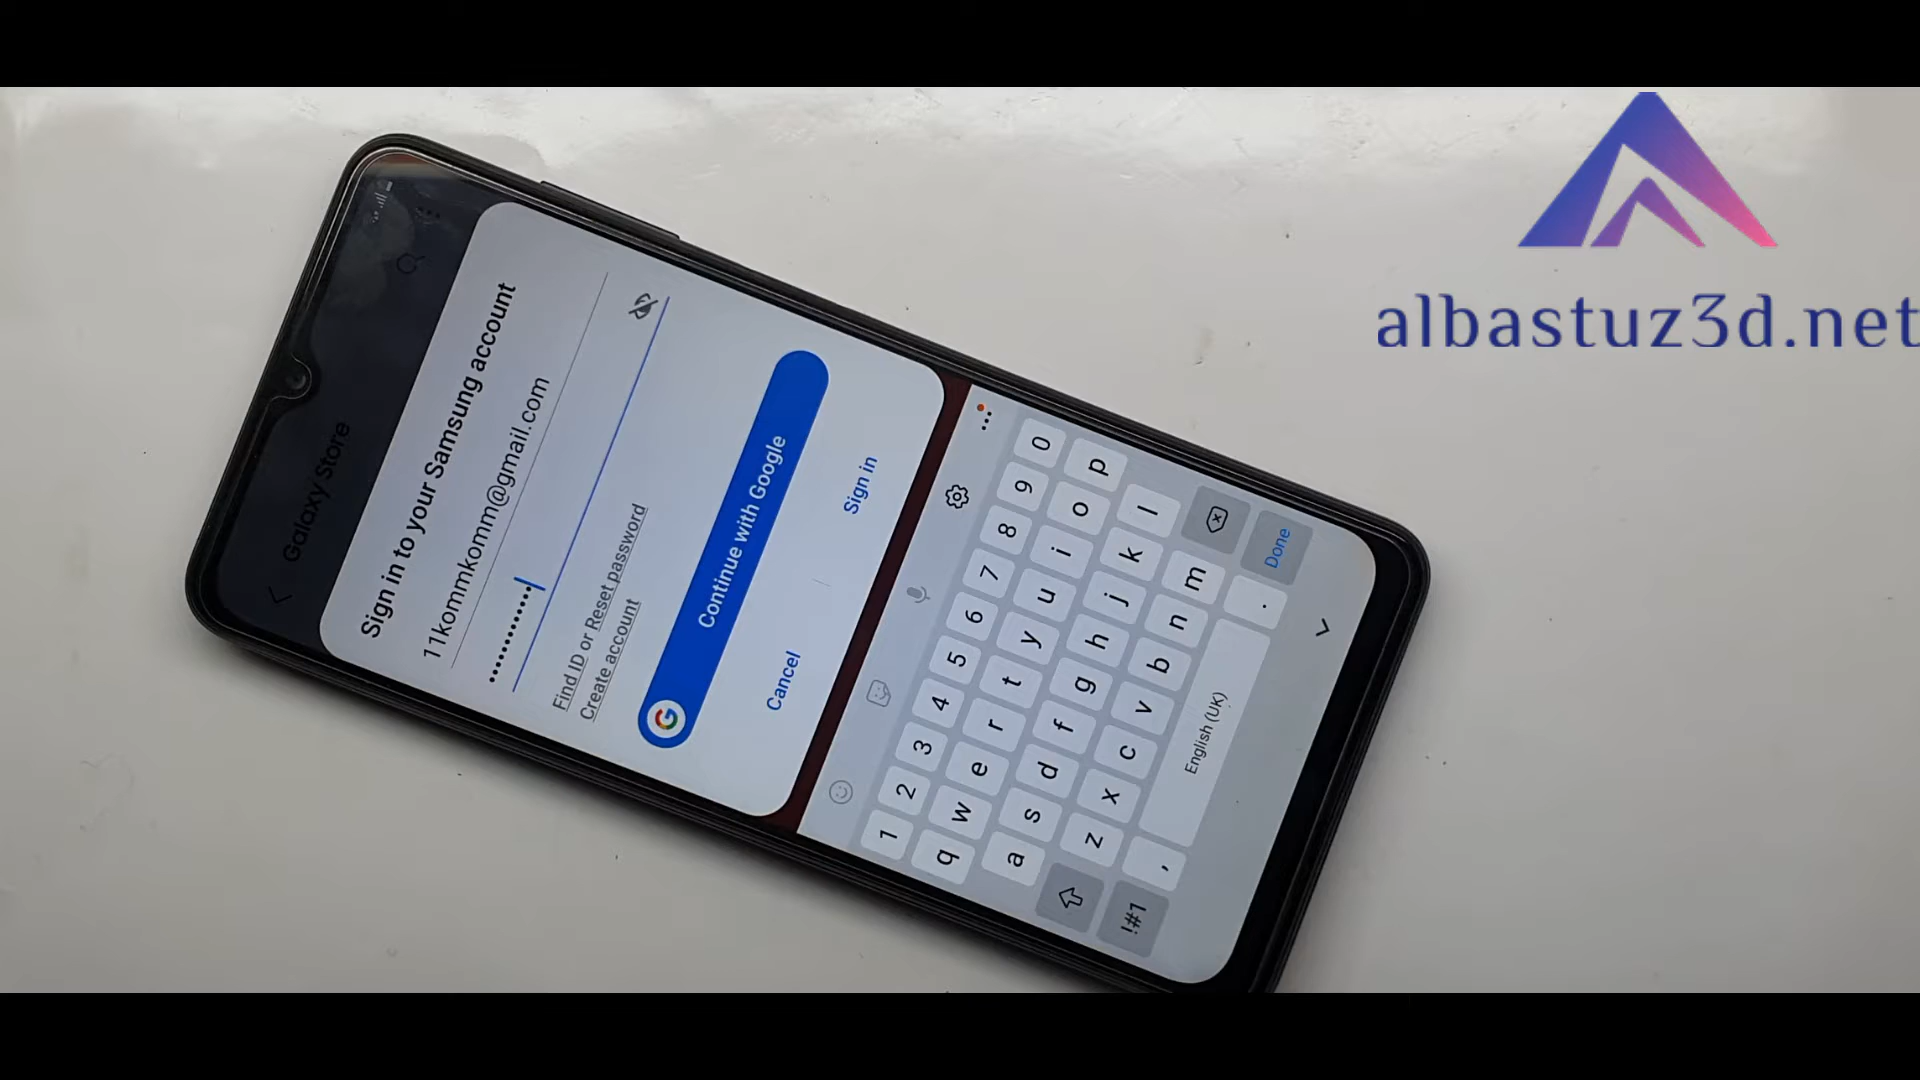 albastuz3d.net
Galaxy Store
Sign in to your Samsung account
11kommkomm@gmail.com
••••••••••••
Find ID or Reset password
Create account
G Continue with Google
Cancel Sign in
1 2 3 4 5 6 7 8 9 0
q w e r t y u i o p
a s d f g h j k l
z x c v b n m
!#1 , English (UK) . Done